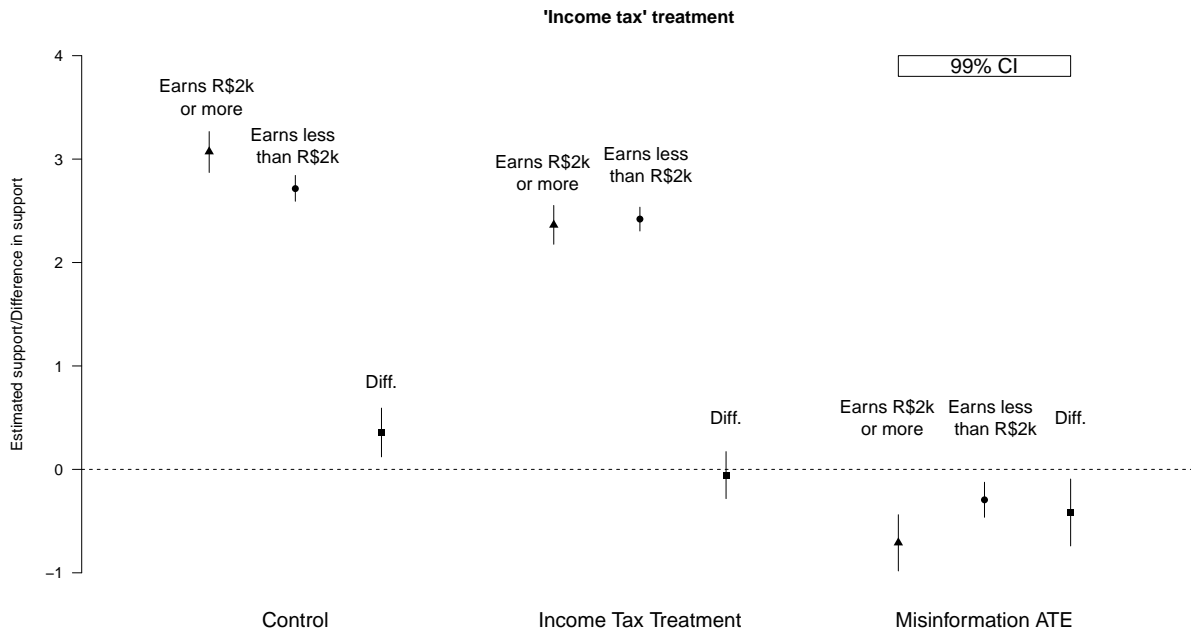 'Income tax' treatment
4
3
2
1
0
−1
Estimated support/Difference in support
99% CI
Earns R$2k
or more
Earns less
than R$2k
Diff.
Earns R$2k
or more
Earns less
than R$2k
Diff.
Earns R$2k
or more
Earns less
than R$2k
Diff.
Control
Income Tax Treatment
Misinformation ATE